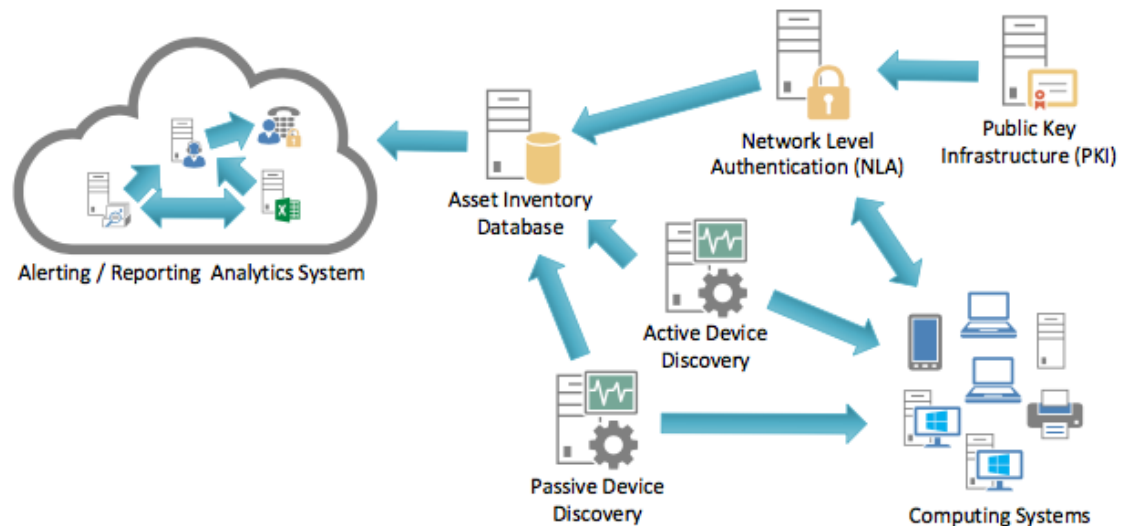 Network Level
Authentication (NLA)
Public Key
Infrastructure (PKI)
Asset Inventory
Database
Alerting / Reporting  Analytics System
Active Device
Discovery
Passive Device
Discovery
Computing Systems